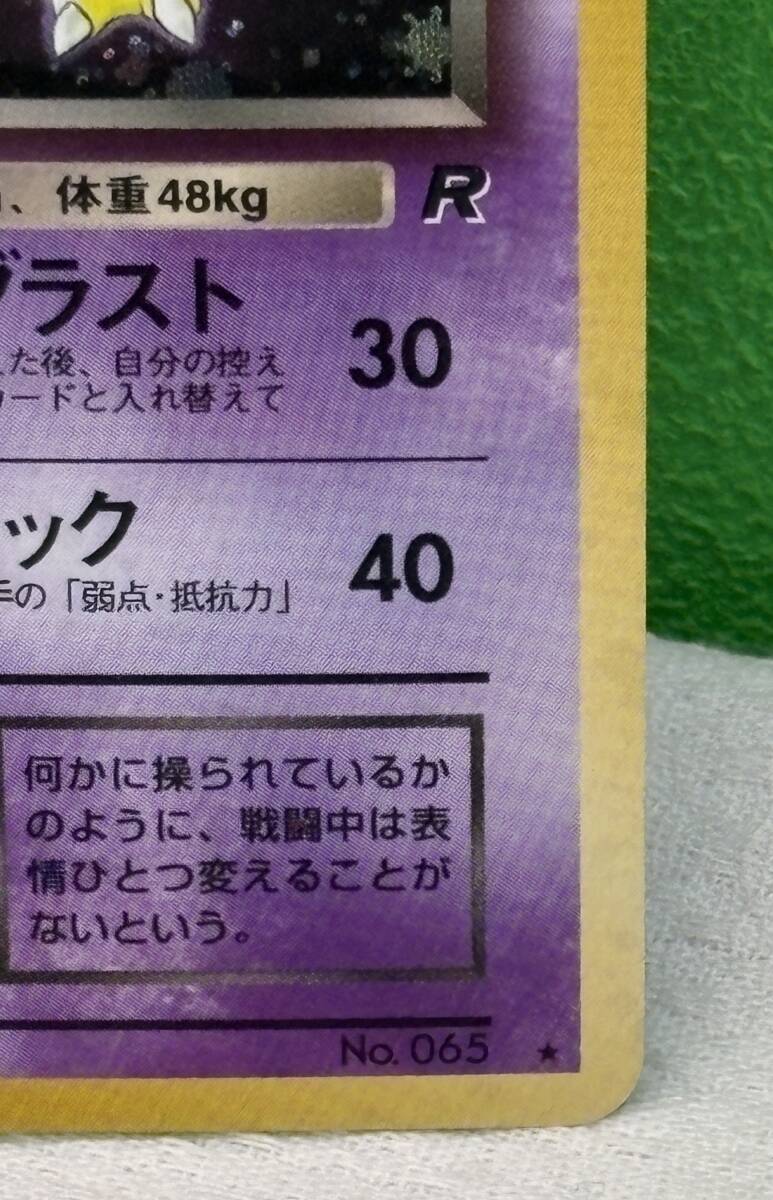 、体重48kg R
ブラスト 30
た後、自分の控え
カードと入れ替えて
ック 40
手の「弱点・抵抗力」
何かに操られているか
のように、戦闘中は表
情ひとつ変えることが
ないという。
No. 065 ★